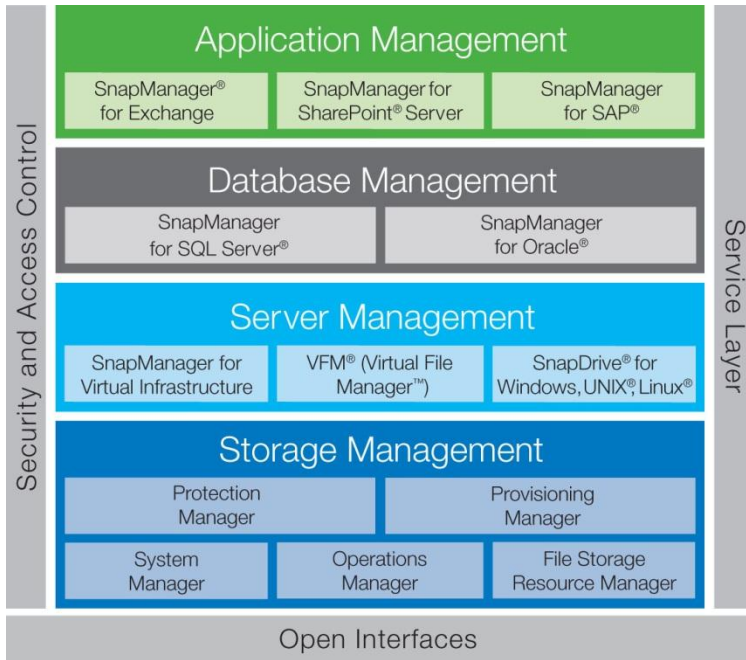 Security and Access Control
Application Management
SnapManager®
for Exchange
SnapManager for
SharePoint® Server
SnapManager
for SAP®
Database Management
SnapManager
for SQL Server®
SnapManager
for Oracle®
Server Management
SnapManager for
Virtual Infrastructure
VFM® (Virtual File
Manager™)
SnapDrive® for
Windows, UNIX®, Linux®
Storage Management
Protection
Manager
Provisioning
Manager
System
Manager
Operations
Manager
File Storage
Resource Manager
Service Layer
Open Interfaces